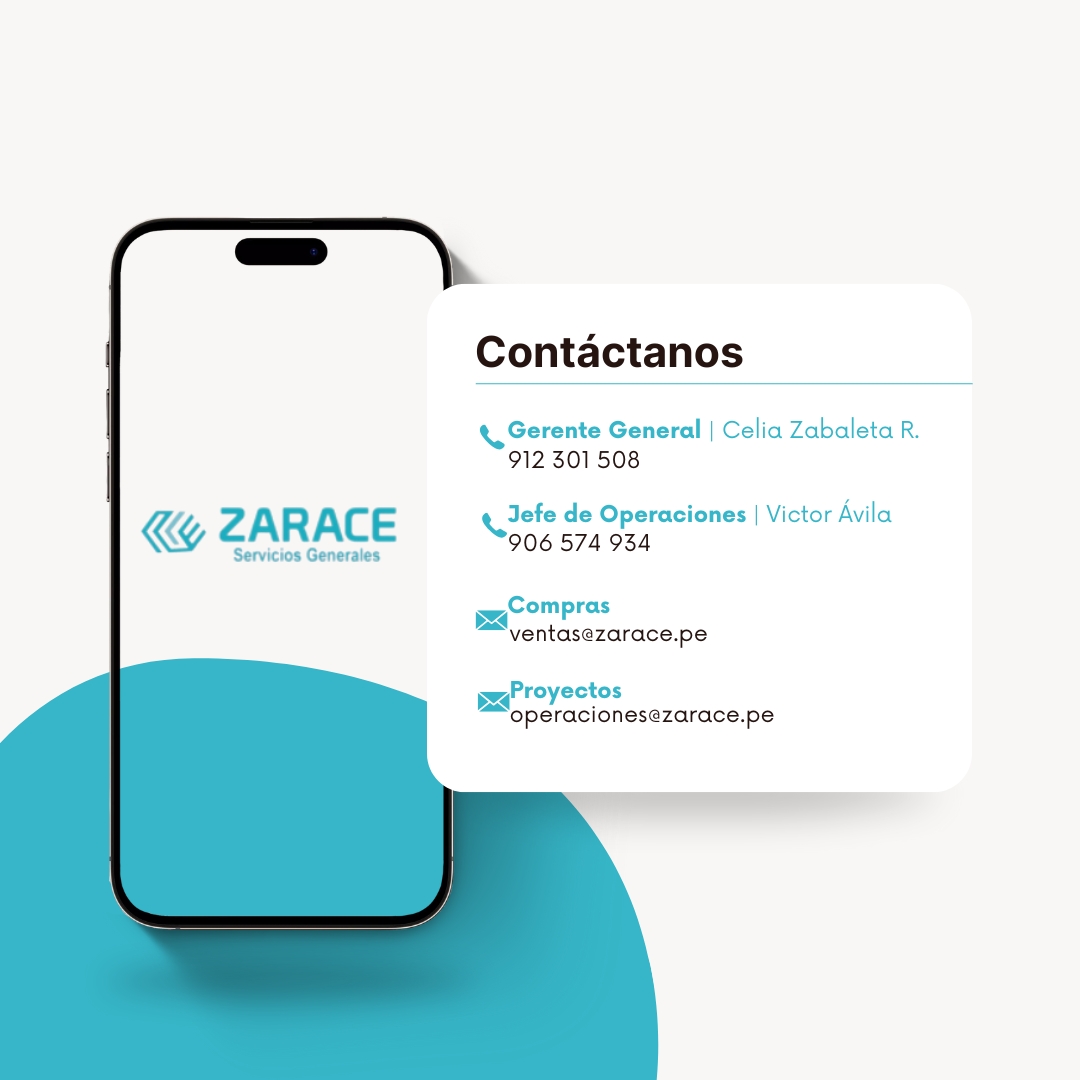 ZARACE
Servicios Generales
Contáctanos
Gerente General | Celia Zabaleta R.
912 301 508
Jefe de Operaciones | Victor Ávila
906 574 934
Compras
ventas@zarace.pe
Proyectos
operaciones@zarace.pe